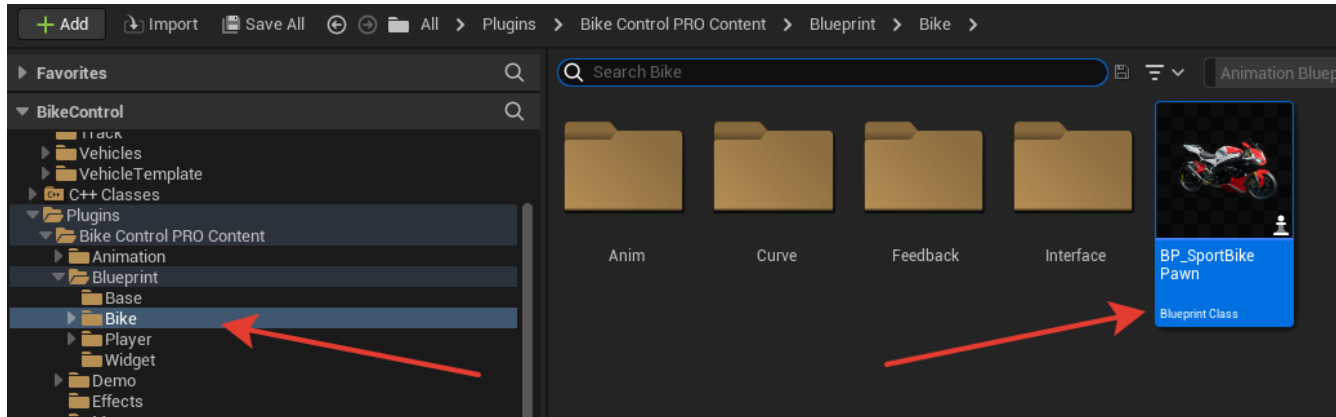 Add Import Save All All > Plugins > Bike Control PRO Content > Blueprint > Bike >
Favorites
Search Bike
Animation Bluep
BikeControl
Track
Vehicles
VehicleTemplate
C++ C++ Classes
Plugins
Bike Control PRO Content
Animation
Blueprint
Base
Bike
Player
Widget
Demo
Effects
Anim
Curve
Feedback
Interface
BP_SportBike
Pawn
Blueprint Class